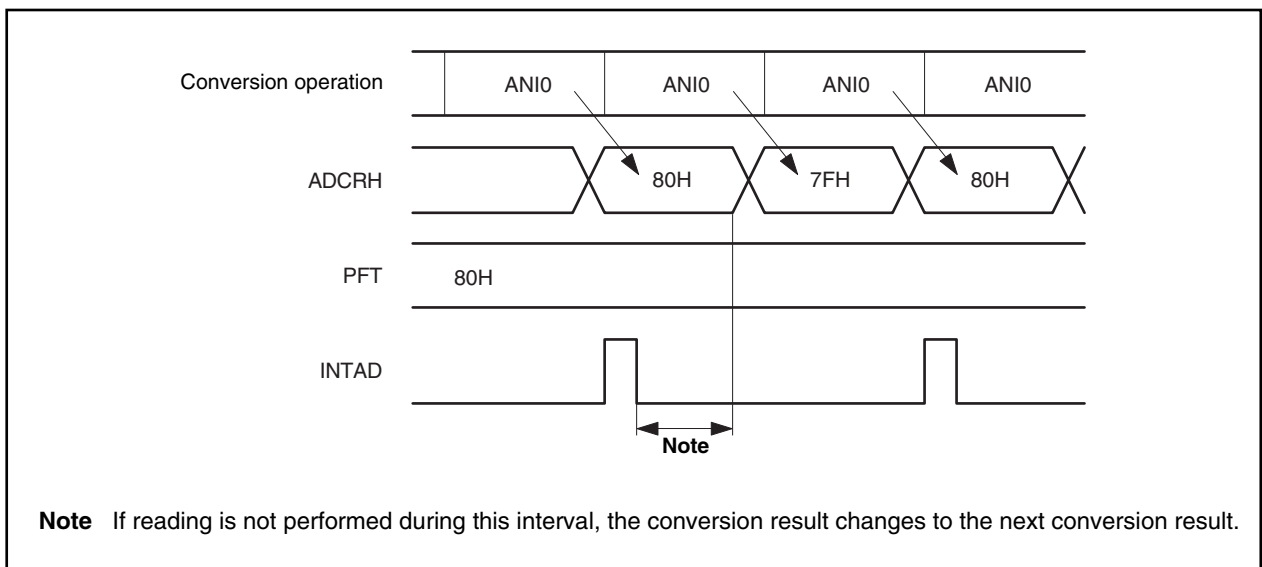 Conversion operation ANI0 ANI0 ANI0 ANI0
ADCRH 80H 7FH 80H
PFT 80H
INTAD
Note
Note If reading is not performed during this interval, the conversion result changes to the next conversion result.